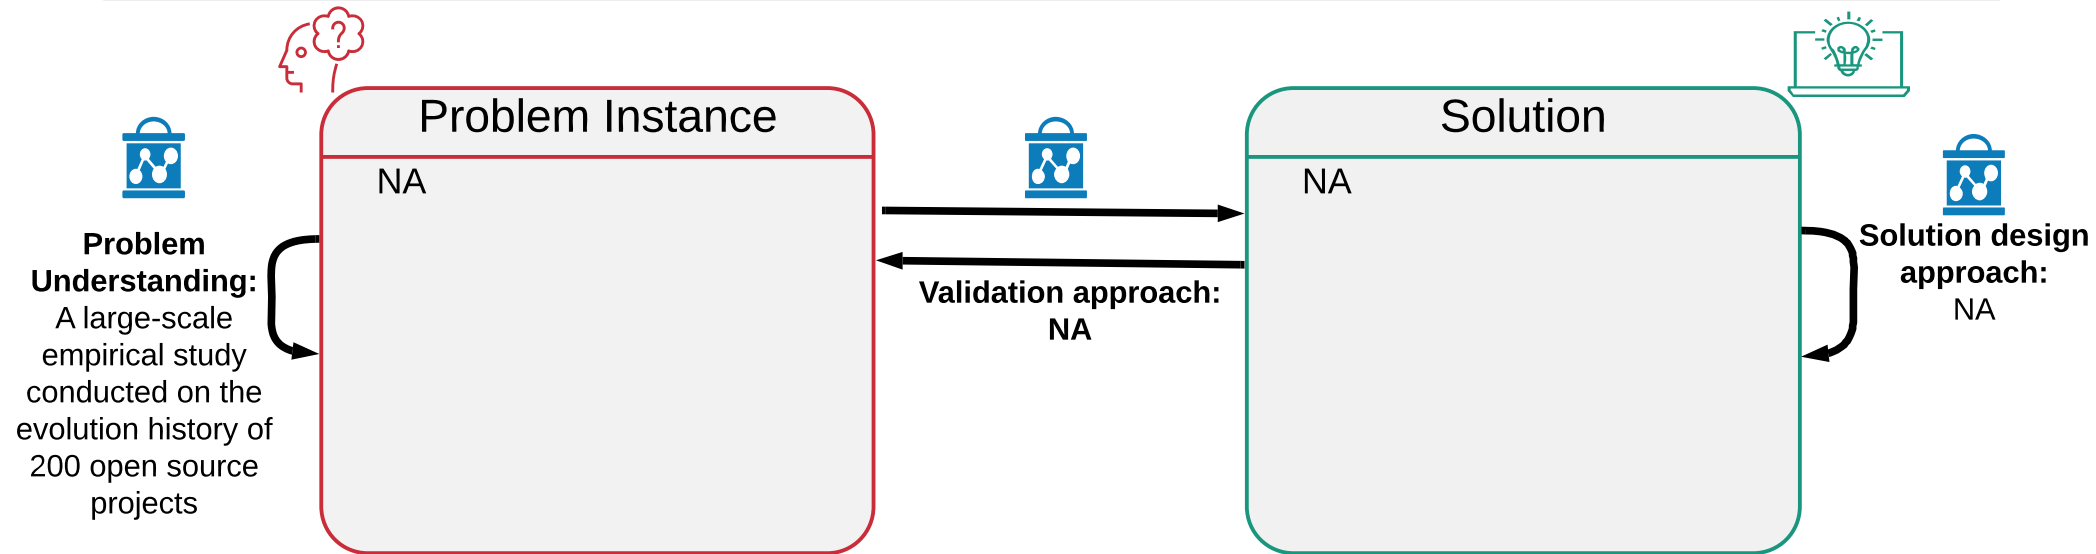 Problem Instance
NA
Solution
NA
Problem
Understanding:
A large-scale
empirical study
conducted on the
evolution history of
200 open source
projects
Validation approach:
NA
Solution design
approach:
NA
?